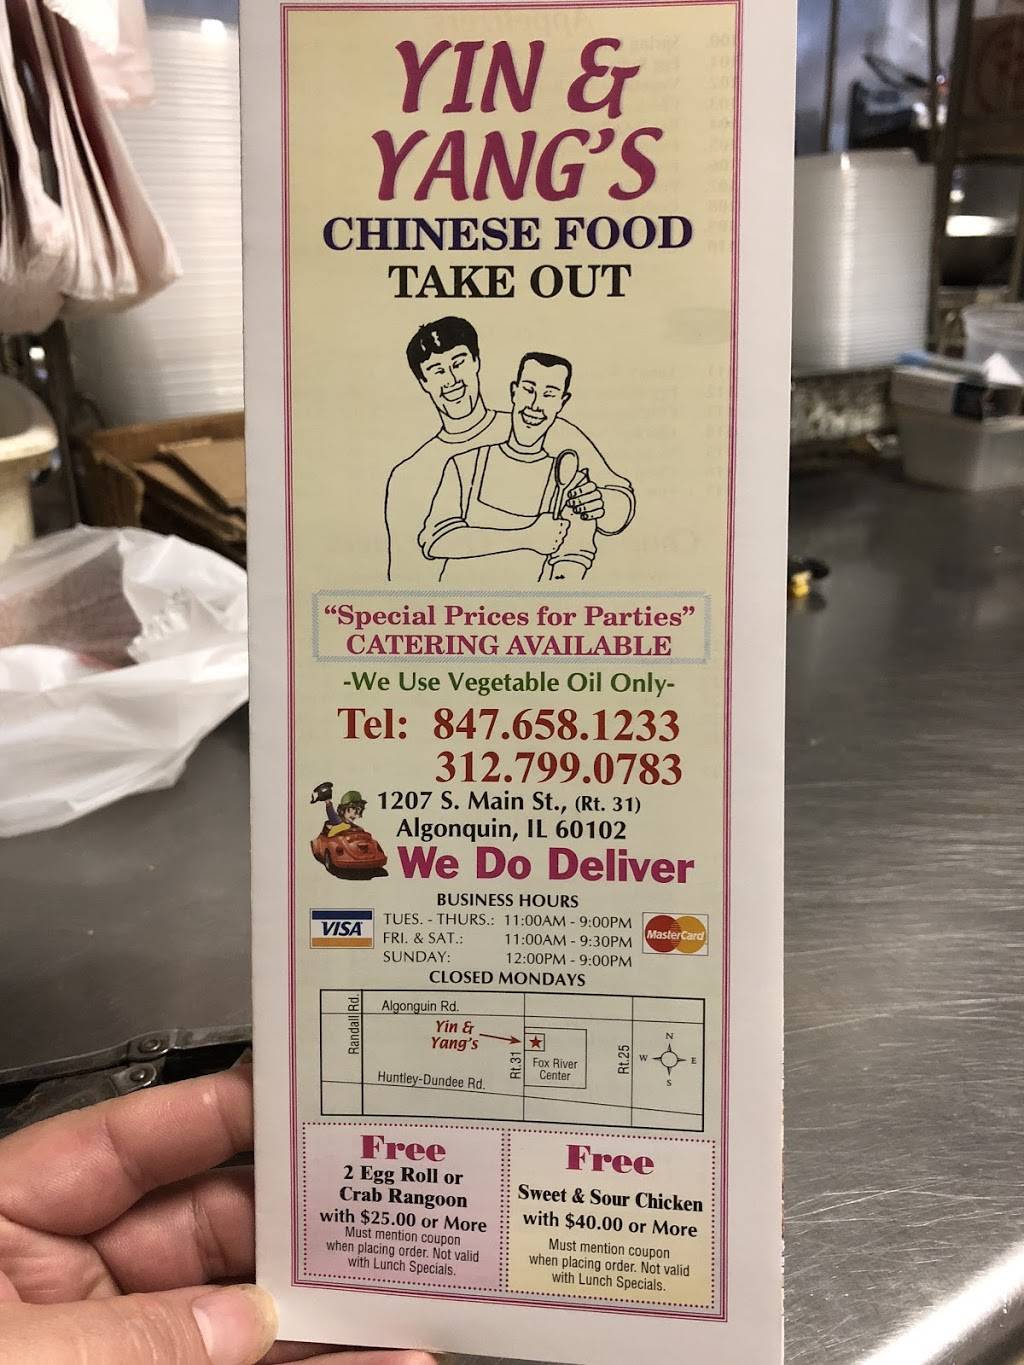 YIN &
YANG'S
CHINESE FOOD
TAKE OUT
"Special Prices for Parties"
CATERING AVAILABLE
-We Use Vegetable Oil Only-
Tel: 847.658.1233
312.799.0783
1207 S. Main St., (Rt. 31)
Algonquin, IL 60102
We Do Deliver
BUSINESS HOURS
VISA
TUES. - THURS.: 11:00AM - 9:00PM
FRI. & SAT.: 11:00AM - 9:30PM
SUNDAY: 12:00PM - 9:00PM
MasterCard
CLOSED MONDAYS
Randall Rd.
Algonquin Rd.
Yin &
Yang's
Rt.31
Fox River
Center
Rt.25
N
W E
S
Huntley-Dundee Rd.
Free
2 Egg Roll or
Crab Rangoon
with $25.00 or More
Must mention coupon
when placing order. Not valid
with Lunch Specials.
Free
Sweet & Sour Chicken
with $40.00 or More
Must mention coupon
when placing order. Not valid
with Lunch Specials.